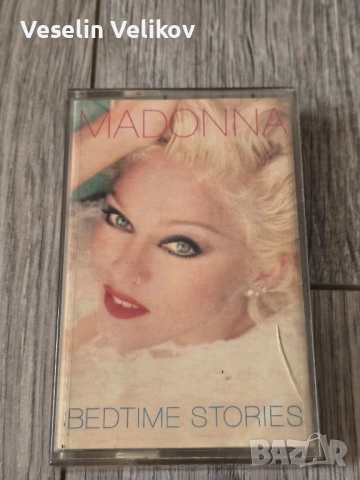 Veselin Velikov
MADONNA
BEDTIME STORIES
BAZAR